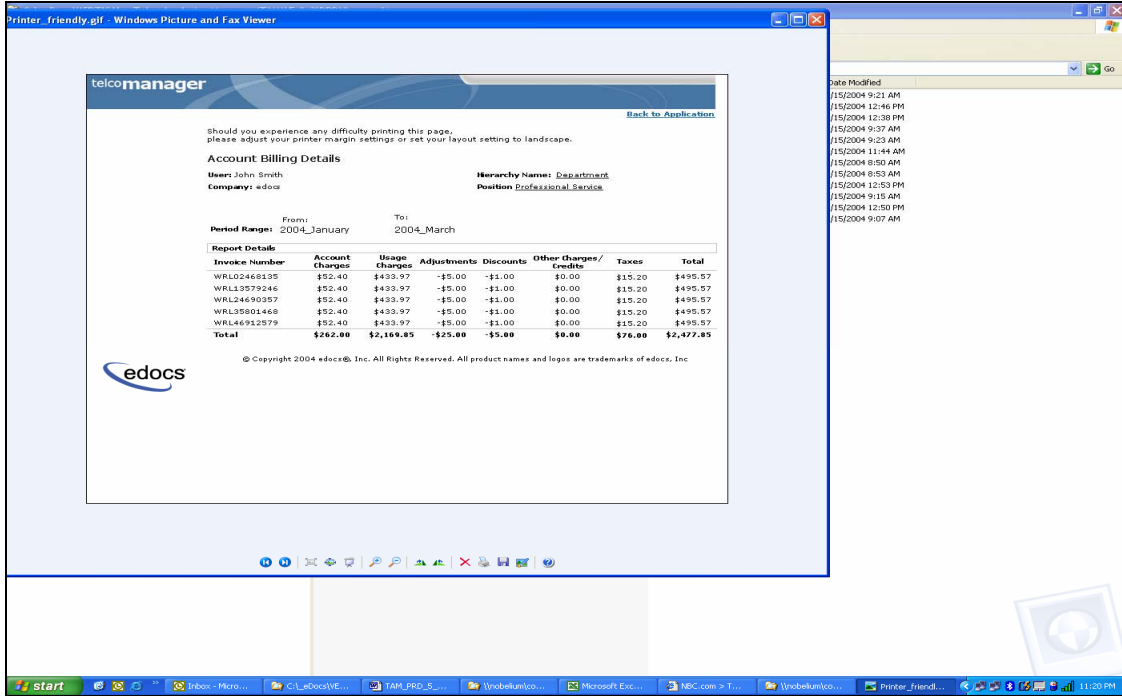 Printer_friendly.gif - Windows Picture and Fax Viewer
Go
telcomanager
Date Modified
/15/2004 9:21 AM
/15/2004 12:46 PM
/15/2004 12:38 PM
/15/2004 9:37 AM
/15/2004 9:23 AM
/15/2004 11:44 AM
/15/2004 8:50 AM
/15/2004 8:53 AM
/15/2004 12:53 PM
/15/2004 9:15 AM
/15/2004 12:50 PM
/15/2004 9:07 AM
Back to Application
Should you experience any difficulty printing this page,
please adjust your printer margin settings or set your layout setting to landscape.
Account Billing Details
User: John Smith Hierarchy Name: Department
Company: edocs Position Professional Service
From: To:
Period Range: 2004_January 2004_March
Report Details
Invoice Number Account Charges Usage Charges Adjustments Discounts Other Charges/ Credits Taxes Total
WRL02468135 $52.40 $433.97 -$5.00 -$1.00 $0.00 $15.20 $495.57
WRL13579246 $52.40 $433.97 -$5.00 -$1.00 $0.00 $15.20 $495.57
WRL24690357 $52.40 $433.97 -$5.00 -$1.00 $0.00 $15.20 $495.57
WRL35801468 $52.40 $433.97 -$5.00 -$1.00 $0.00 $15.20 $495.57
WRL46912579 $52.40 $433.97 -$5.00 -$1.00 $0.00 $15.20 $495.57
Total $262.00 $2,169.85 -$25.00 -$5.00 $0.00 $76.00 $2,477.85
© Copyright 2004 edocs®, Inc. All Rights Reserved. All product names and logos are trademarks of edocs, Inc
edocs
start Inbox - Micro... C:\_eDocs\VE... TAM_PRD_5_... \\nobelium\co... Microsoft Exc... NBC.com > T... \\nobelium\co... Printer_friendl... 11:20 PM